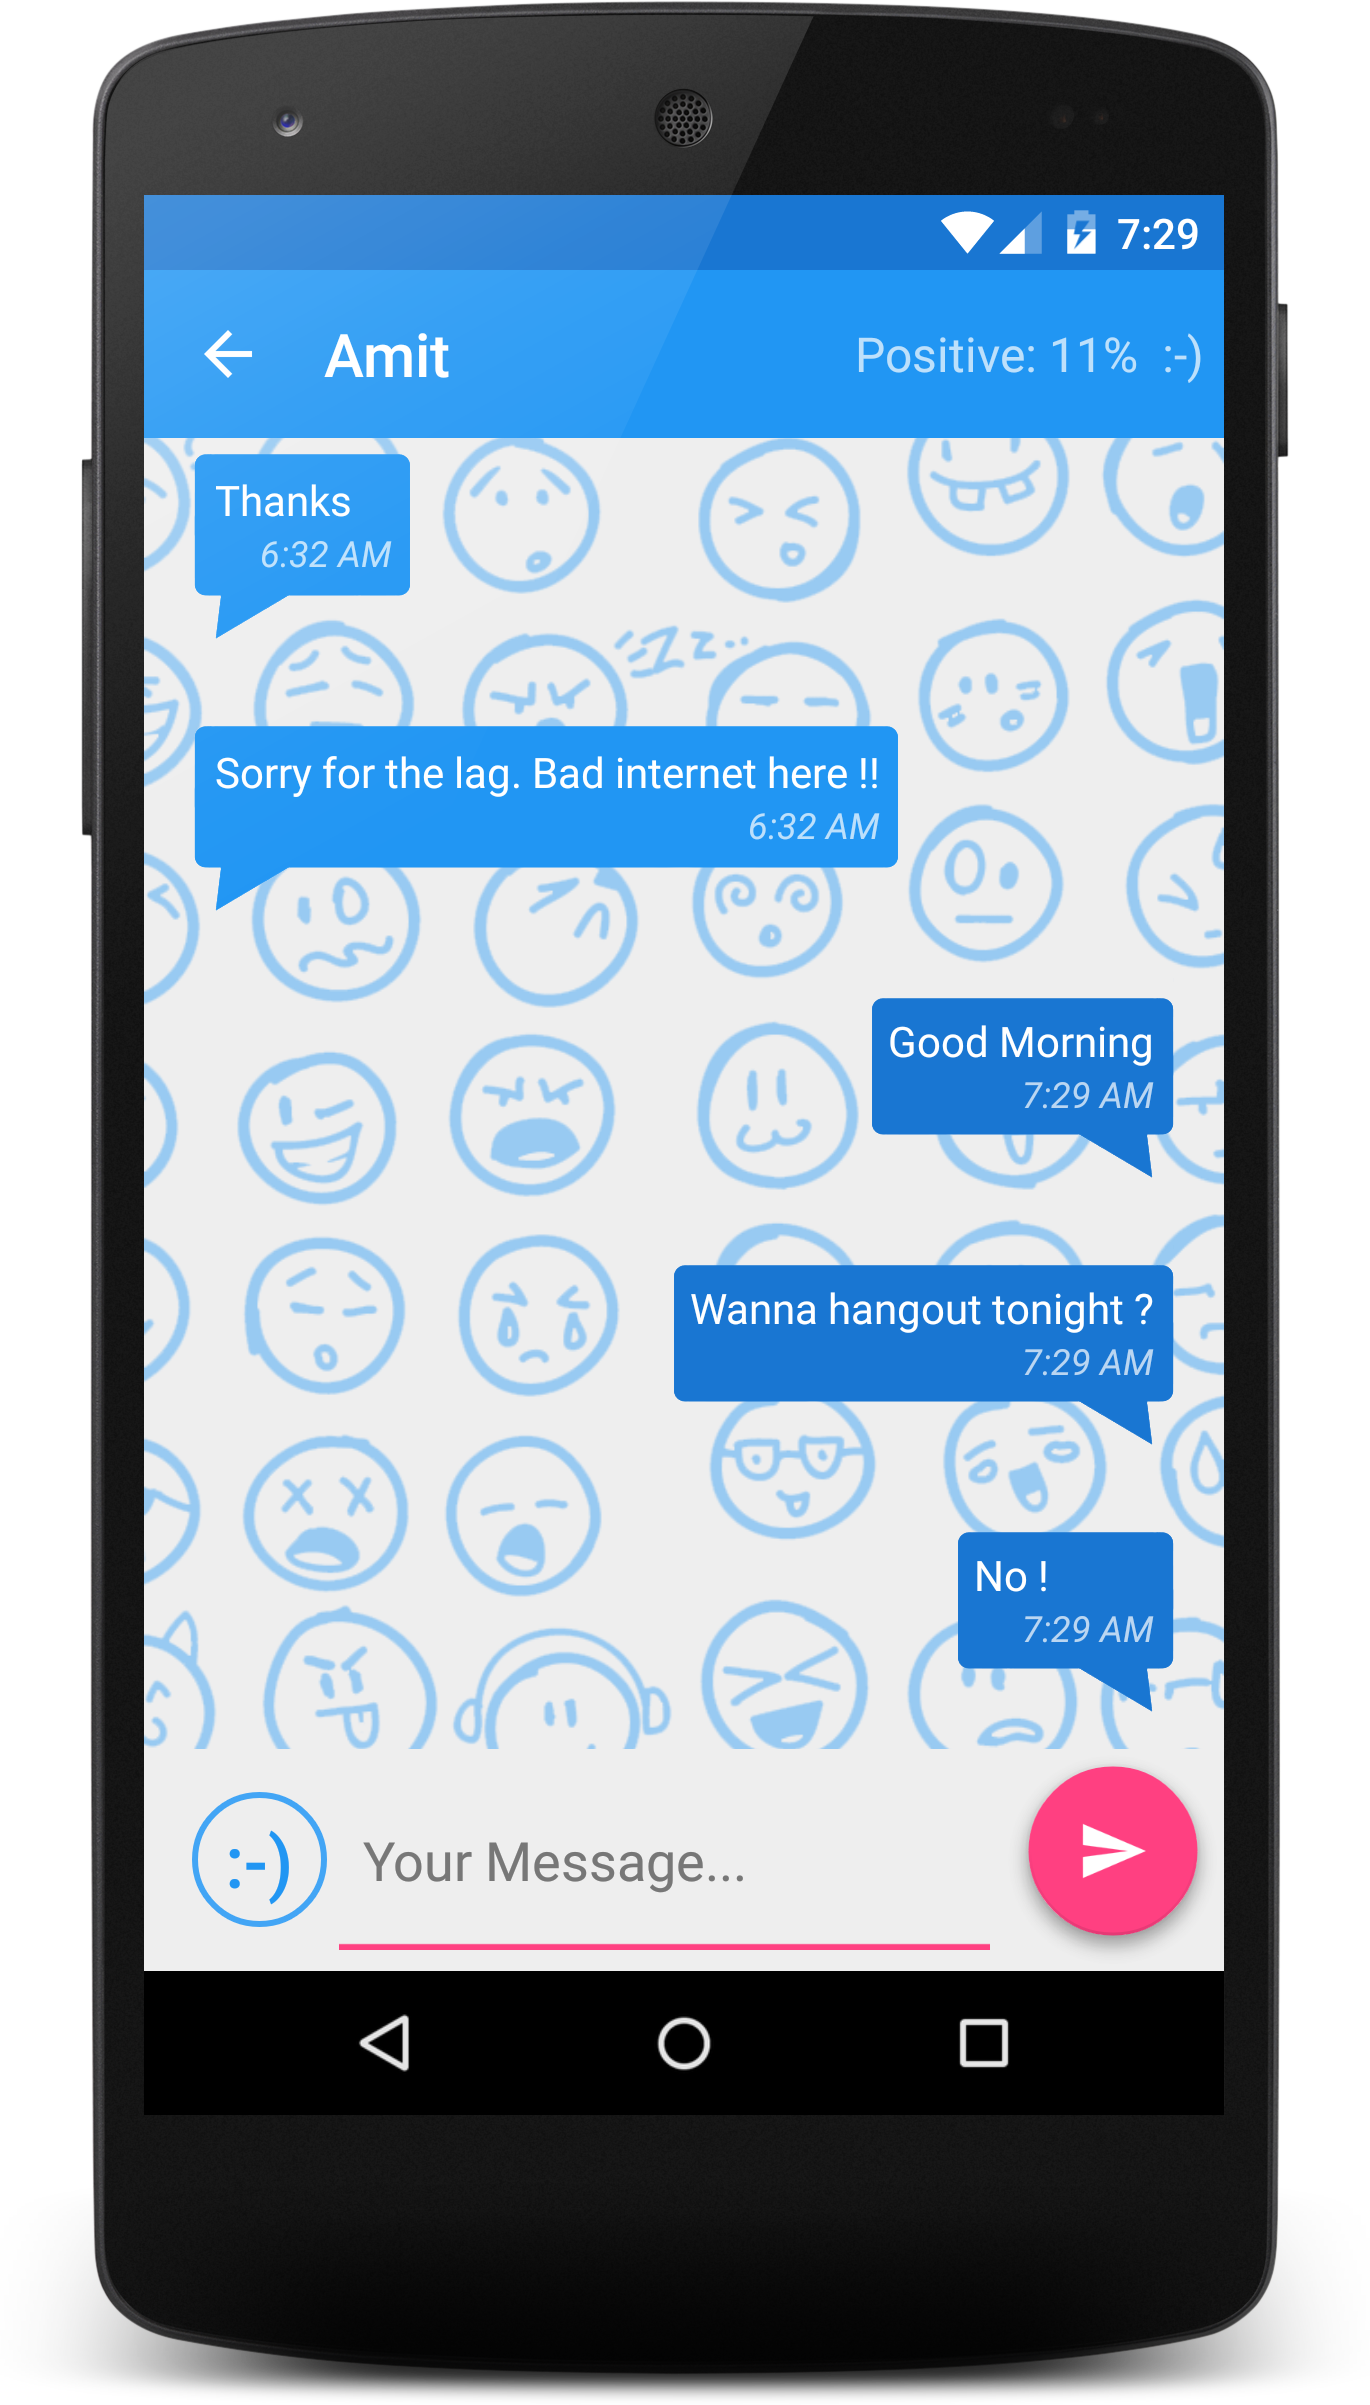 7:29
Amit
Positive: 11% :-)
Thanks
6:32 AM
Sorry for the lag. Bad internet here !!
6:32 AM
Good Morning
7:29 AM
Wanna hangout tonight ?
7:29 AM
No !
7:29 AM
:-)
Your Message...